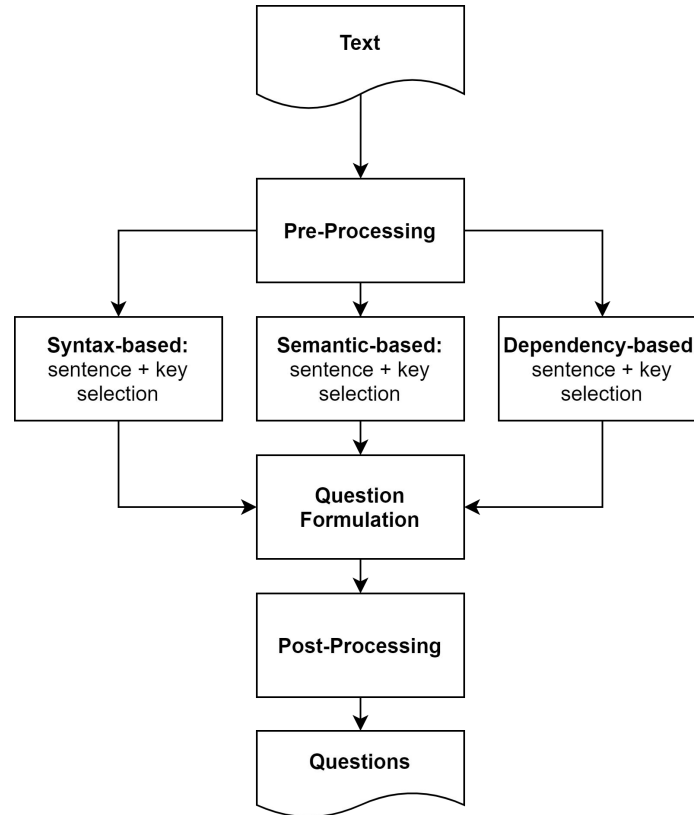 Text
Pre-Processing
Syntax-based:
sentence + key
selection
Semantic-based:
sentence + key
selection
Dependency-based:
sentence + key
selection
Question
Formulation
Post-Processing
Questions